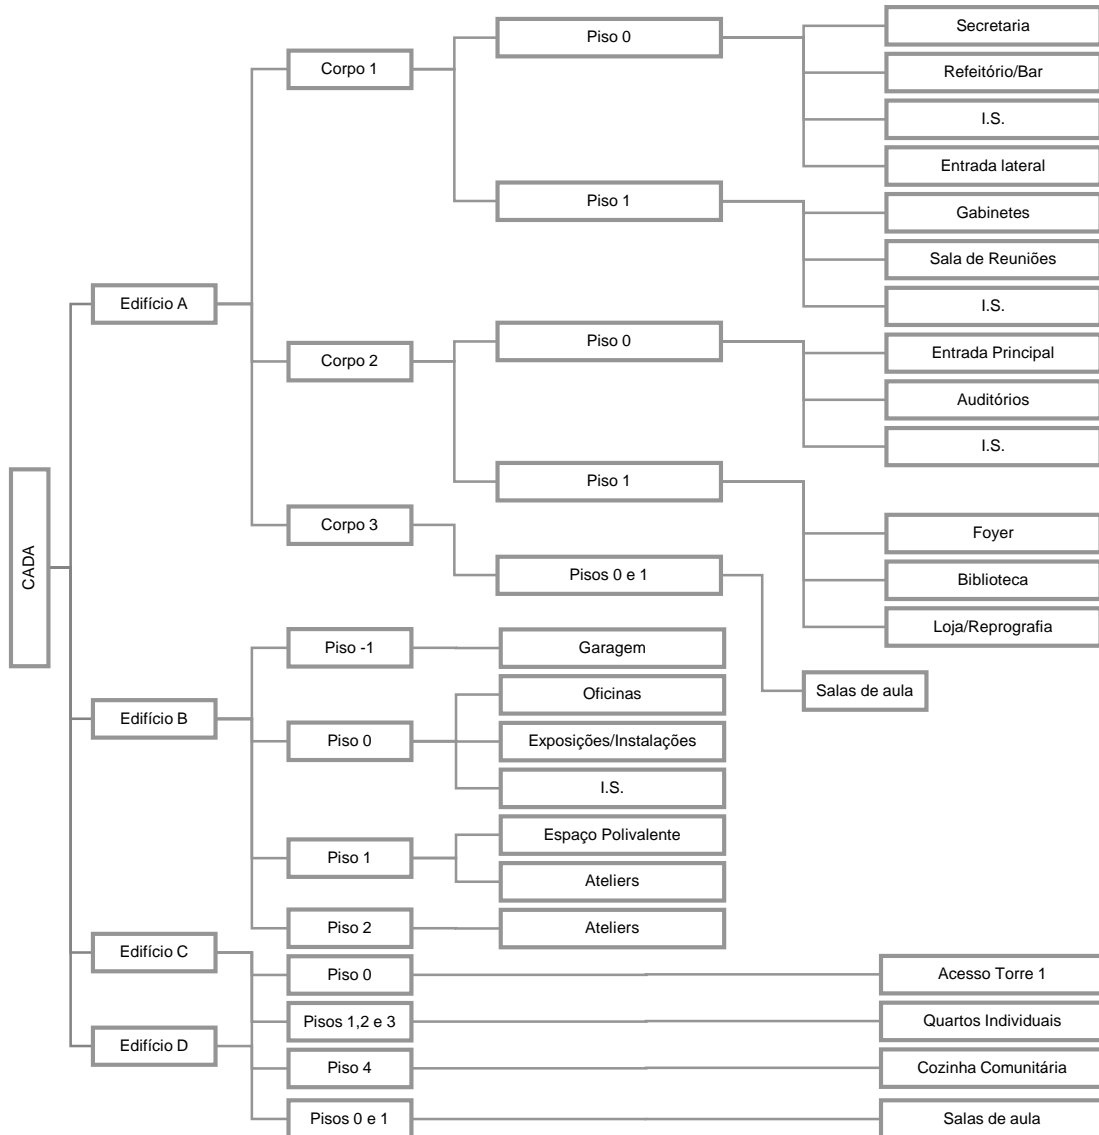 CADA
Edifício A
Corpo 1
Piso 0
Secretaria
Refeitório/Bar
I.S.
Entrada lateral
Piso 1
Gabinetes
Sala de Reuniões
I.S.
Corpo 2
Piso 0
Entrada Principal
Auditórios
I.S.
Piso 1
Foyer
Biblioteca
Loja/Reprografia
Corpo 3
Pisos 0 e 1
Salas de aula
Edifício B
Piso -1
Garagem
Piso 0
Oficinas
Exposições/Instalações
I.S.
Piso 1
Espaço Polivalente
Ateliers
Piso 2
Ateliers
Edifício C
Piso 0
Acesso Torre 1
Pisos 1,2 e 3
Quartos Individuais
Piso 4
Cozinha Comunitária
Edifício D
Pisos 0 e 1
Salas de aula